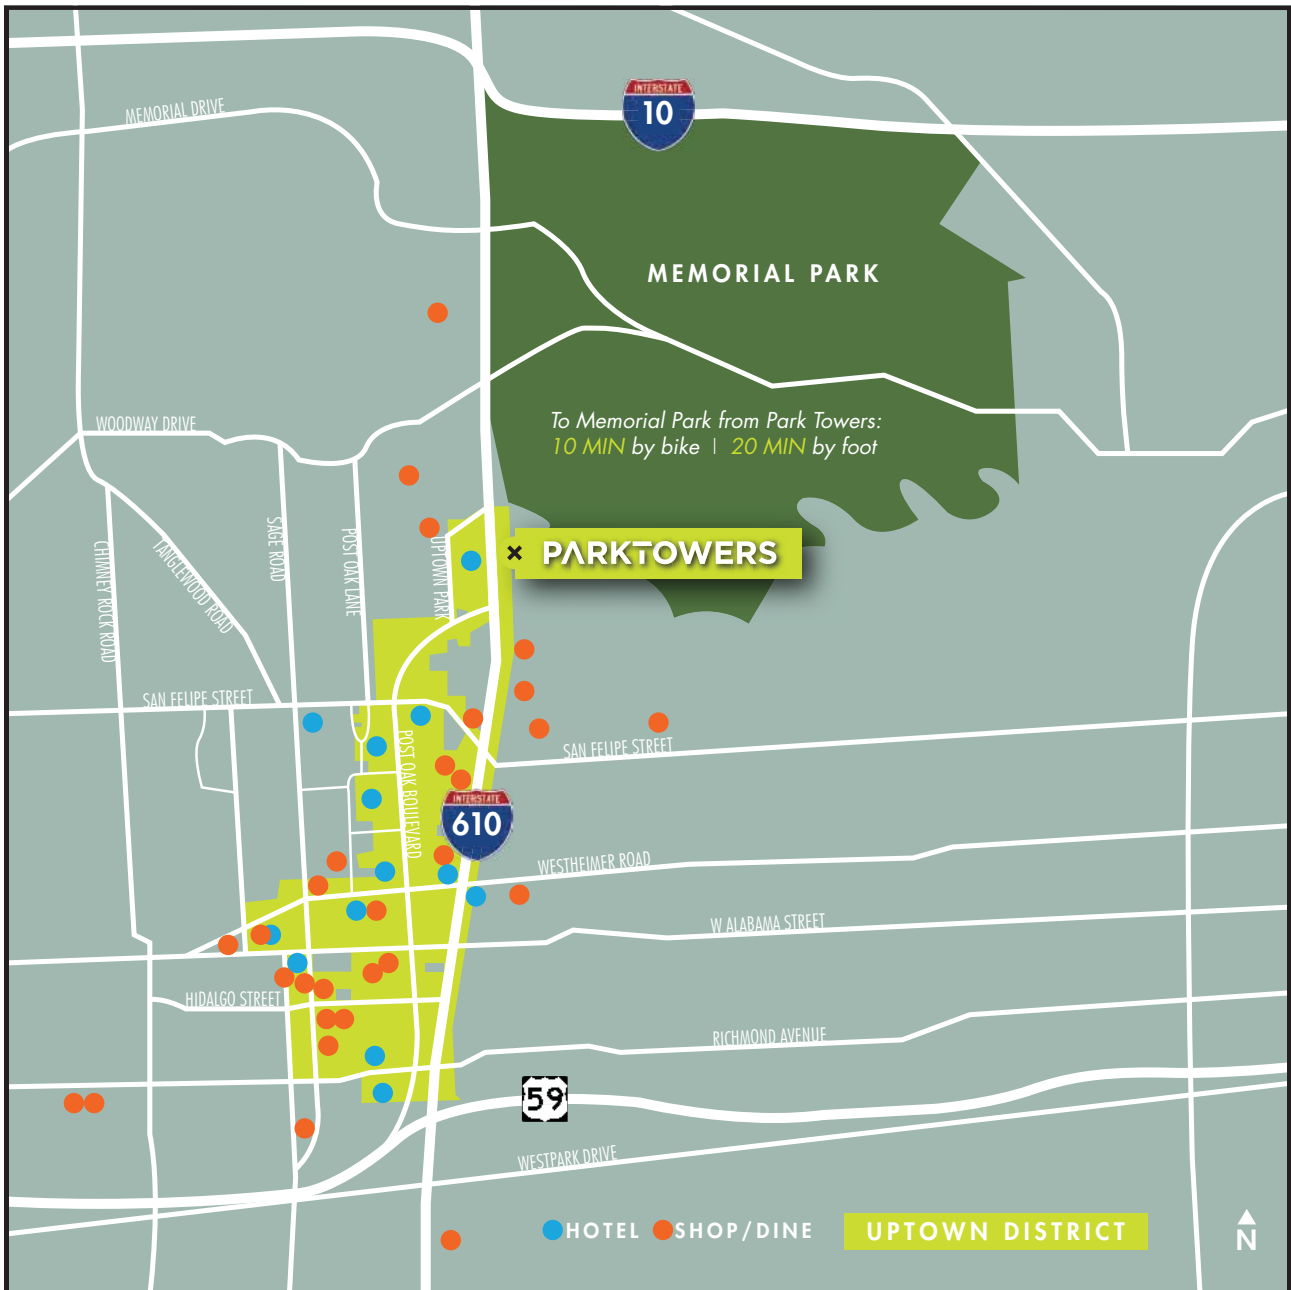 INTERSTATE
10
MEMORIAL DRIVE
MEMORIAL PARK
WOODWAY DRIVE
To Memorial Park from Park Towers:
10 MIN by bike | 20 MIN by foot
CHIMNEY ROCK ROAD
TANGLEWOOD ROAD
SAGE ROAD
POST OAK LANE
UPTOWN PARK
× PARKTOWERS
SAN FELIPE STREET
POST OAK BOULEVARD
SAN FELIPE STREET
INTERSTATE
610
WESTHEIMER ROAD
W ALABAMA STREET
HIDALGO STREET
RICHMOND AVENUE
59
WESTPARK DRIVE
HOTEL SHOP/DINE UPTOWN DISTRICT
N